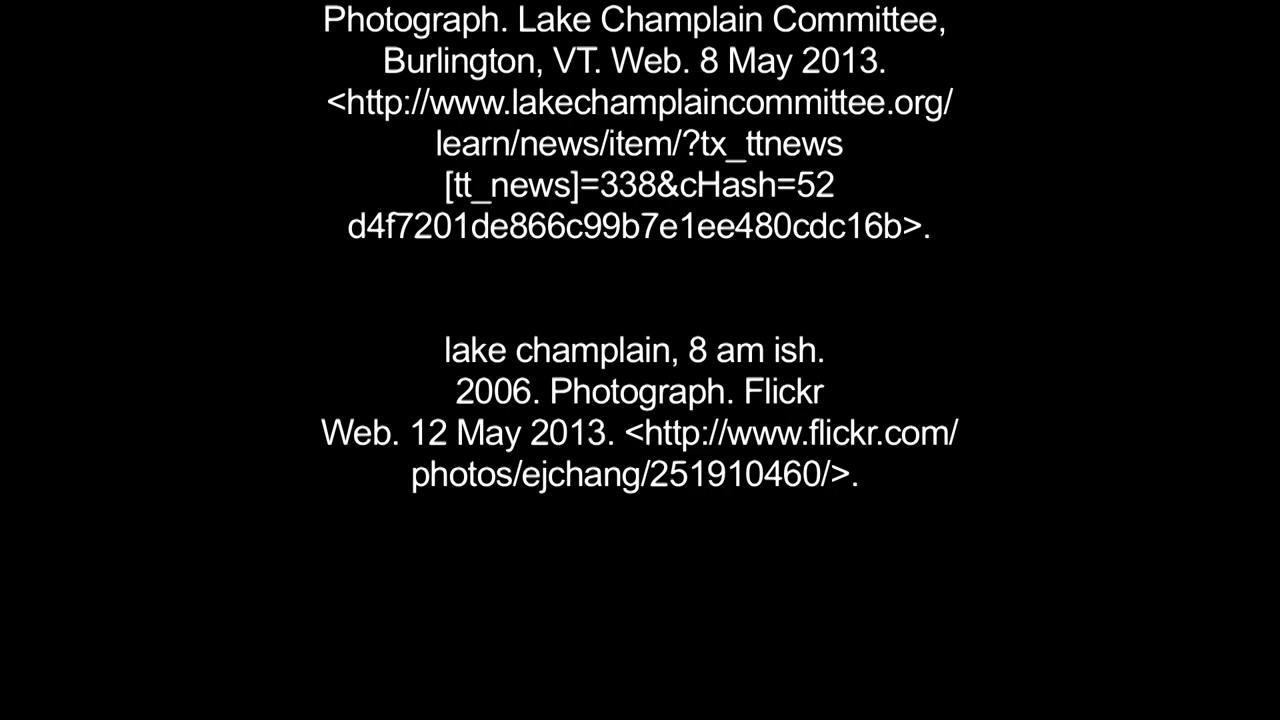 Photograph. Lake Champlain Committee,
Burlington, VT. Web. 8 May 2013.
<http://www.lakechamplaincommittee.org/
learn/news/item/?tx_ttnews
[tt_news]=338&cHash=52
d4f7201de866c99b7e1ee480cdc16b>.
lake champlain, 8 am ish.
2006. Photograph. Flickr
Web. 12 May 2013. <http://www.flickr.com/
photos/ejchang/251910460/>.